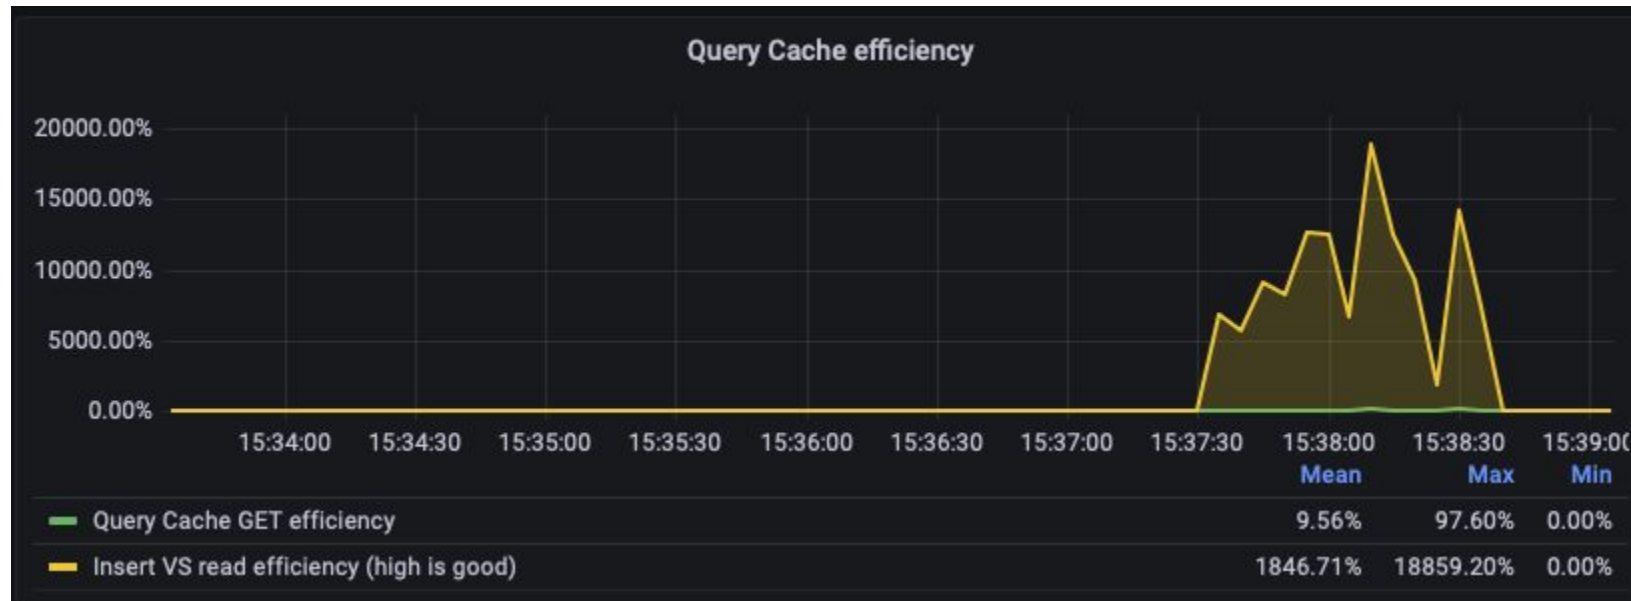 Query Cache efficiency
20000.00%
15000.00%
10000.00%
5000.00%
0.00%
15:34:00 15:34:30 15:35:00 15:35:30 15:36:00 15:36:30 15:37:00 15:37:30 15:38:00 15:38:30 15:39:0
Mean Max Min
Query Cache GET efficiency 9.56% 97.60% 0.00%
Insert VS read efficiency (high is good) 1846.71% 18859.20% 0.00%